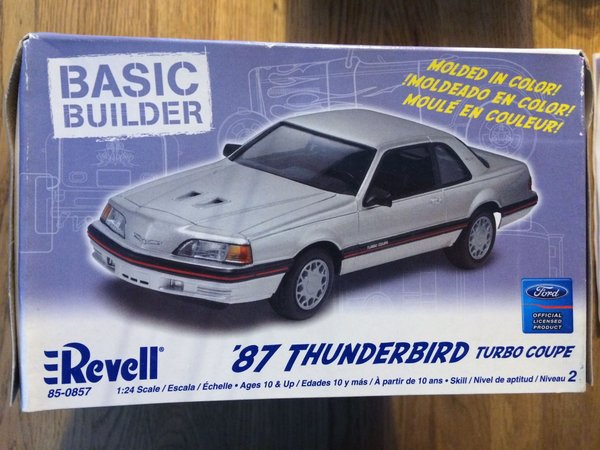 BASIC
BUILDER
MOLDED IN COLOR!
¡MOLDEADO EN COLOR!
MOULÉ EN COULEUR!
TURBO COUPE
Ford
OFFICIAL
LICENSED
PRODUCT
Revell
85-0857
'87 THUNDERBIRD TURBO COUPE
1:24 Scale / Escala / Échelle • Ages 10 & Up / Edades 10 y más / À partir de 10 ans • Skill / Nivel de aptitud / Niveau 2